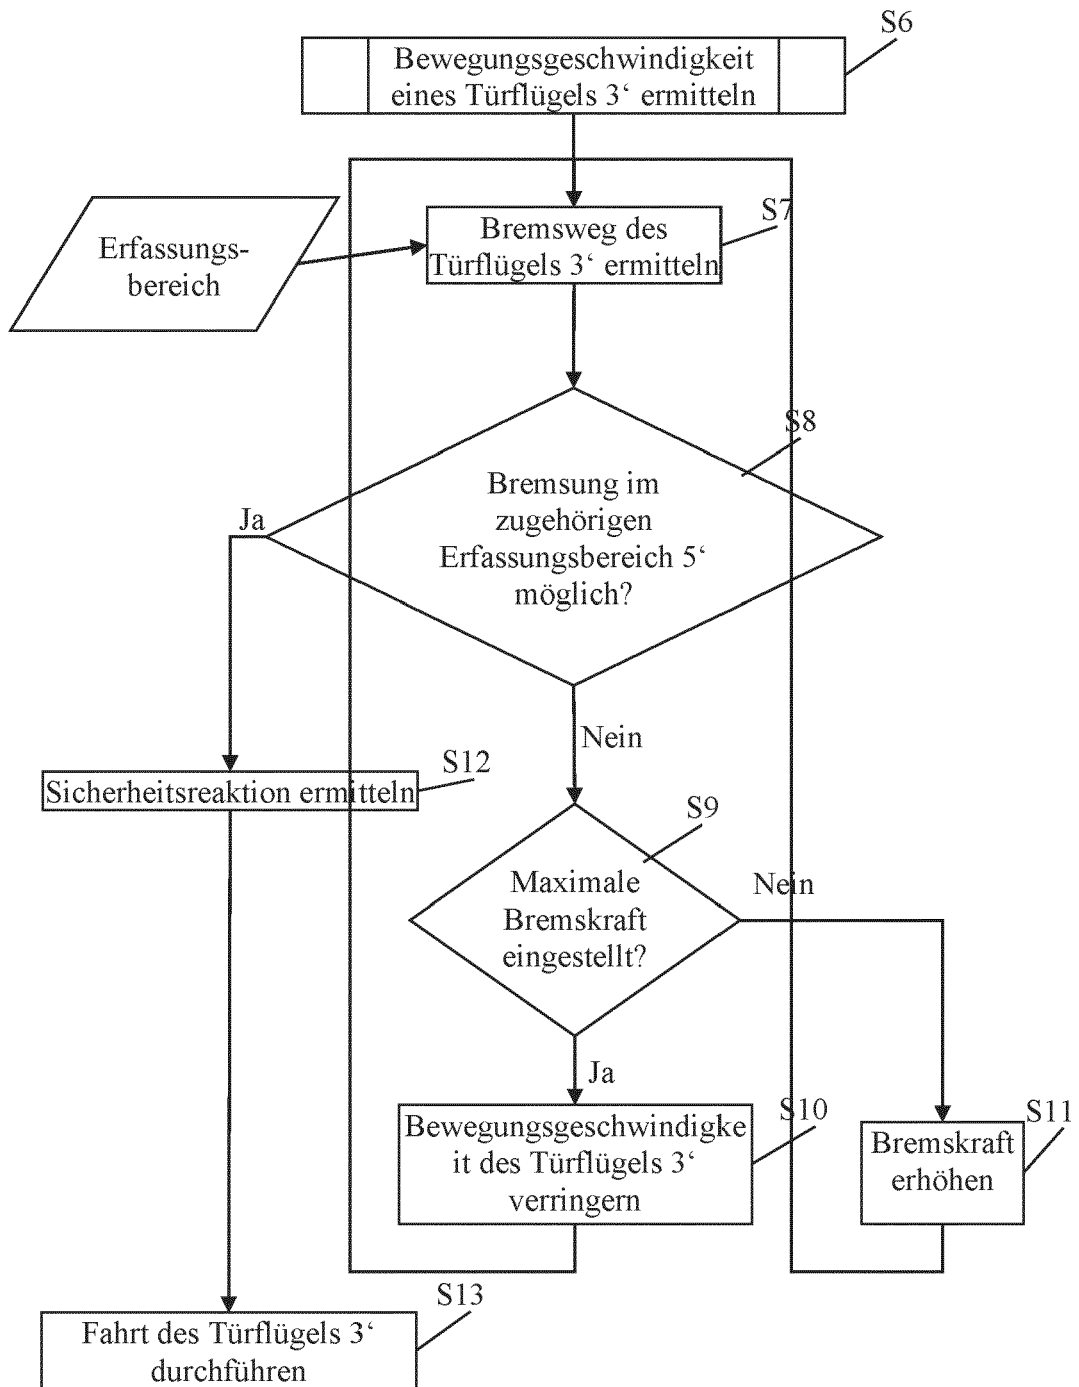 S6
Bewegungsgeschwindigkeit
eines Türflügels 3‘ ermitteln
S7
Erfassungs-
bereich
Bremsweg des
Türflügels 3‘ ermitteln
S8
Bremsung im
zugehörigen
Erfassungsbereich 5‘
möglich?
Ja
Nein
S12
Sicherheitsreaktion ermitteln
S9
Maximale
Bremskraft
eingestellt?
Nein
Ja
S10
Bewegungsgeschwindigke
it des Türflügels 3‘
verringern
S11
Bremskraft
erhöhen
S13
Fahrt des Türflügels 3‘
durchführen